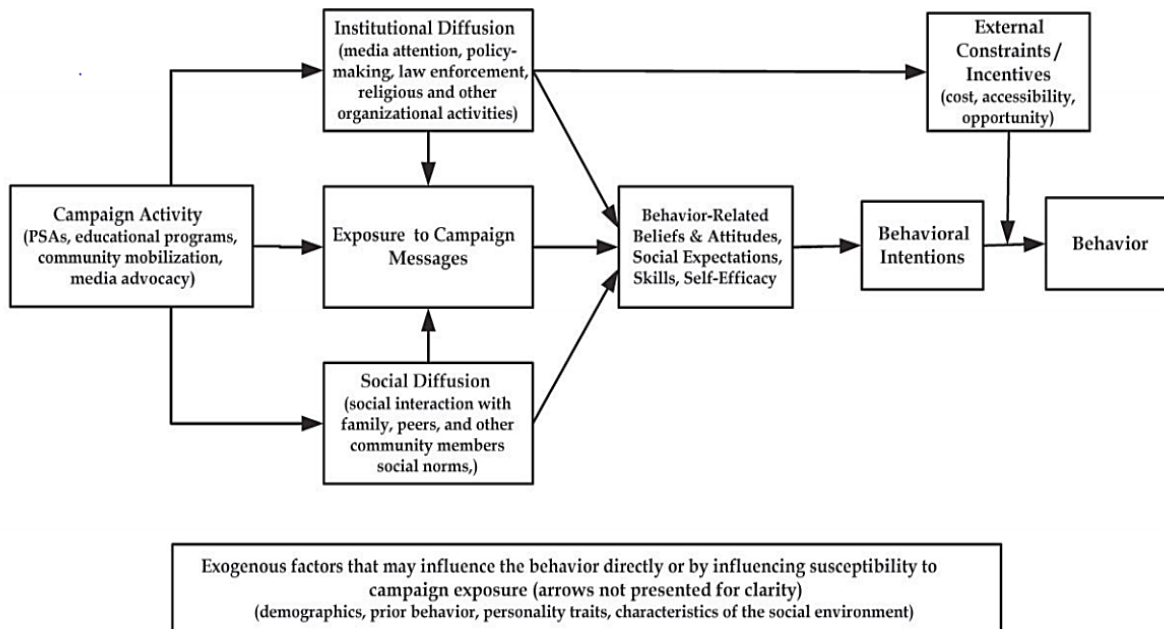 Institutional Diffusion
(media attention, policy-
making, law enforcement,
religious and other
organizational activities)
External
Constraints /
Incentives
(cost, accessibility,
opportunity)
Campaign Activity
(PSAs, educational programs,
community mobilization,
media advocacy)
Exposure to Campaign
Messages
Behavior-Related
Beliefs & Attitudes,
Social Expectations,
Skills, Self-Efficacy
Behavioral
Intentions
Behavior
Social Diffusion
(social interaction with
family, peers, and other
community members
social norms,)
Exogenous factors that may influence the behavior directly or by influencing susceptibility to
campaign exposure (arrows not presented for clarity)
(demographics, prior behavior, personality traits, characteristics of the social environment)